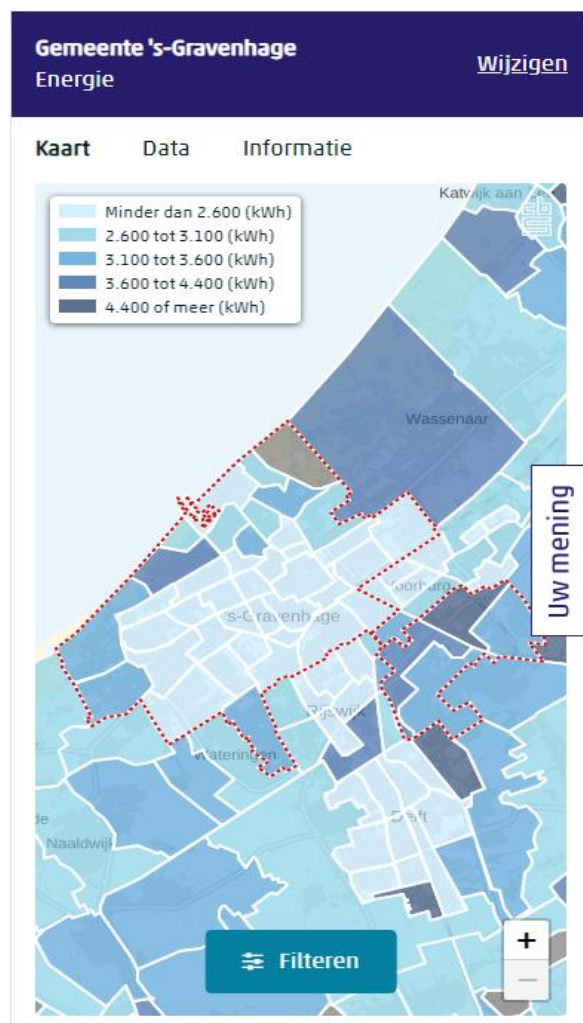 Gemeente 's-Gravenhage
Energie
Wijzigen
Kaart Data Informatie
Minder dan 2.600 (kWh)
2.600 tot 3.100 (kWh)
3.100 tot 3.600 (kWh)
3.600 tot 4.400 (kWh)
4.400 of meer (kWh)
Katwijk aan
Wassenaar
Uw mening
Voorburg
's-Gravenhage
Rijswijk
Wateringen
Delft
Naaldwijk
Filteren
+
−